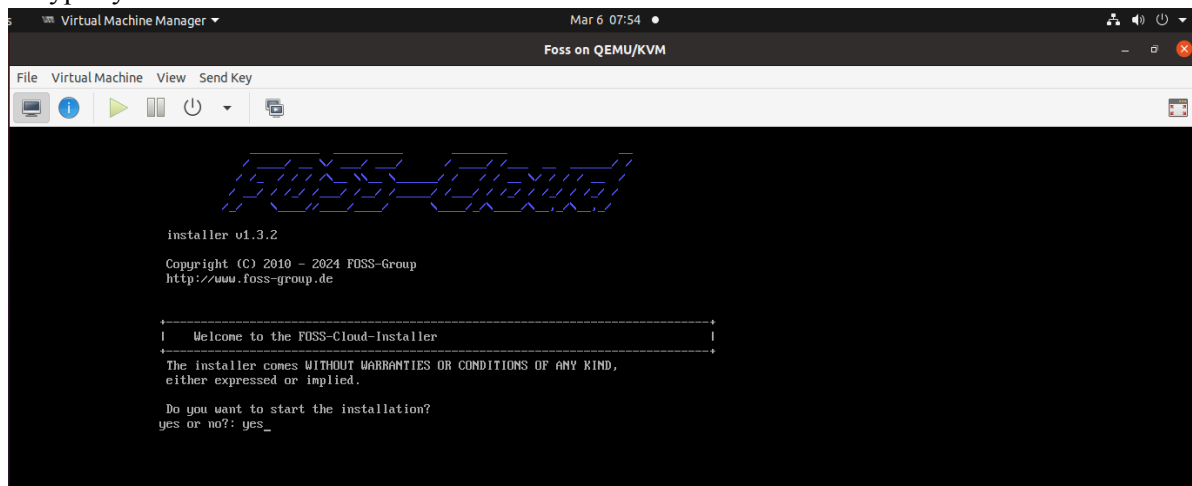 Virtual Machine Manager
Mar 6 07:54
Foss on QEMU/KVM
File Virtual Machine View Send Key
FOSS-Cloud
installer v1.3.2
Copyright (C) 2010 - 2024 FOSS-Group
http://www.foss-group.de
Welcome to the FOSS-Cloud-Installer
The installer comes WITHOUT WARRANTIES OR CONDITIONS OF ANY KIND,
either expressed or implied.
Do you want to start the installation?
yes or no?: yes_